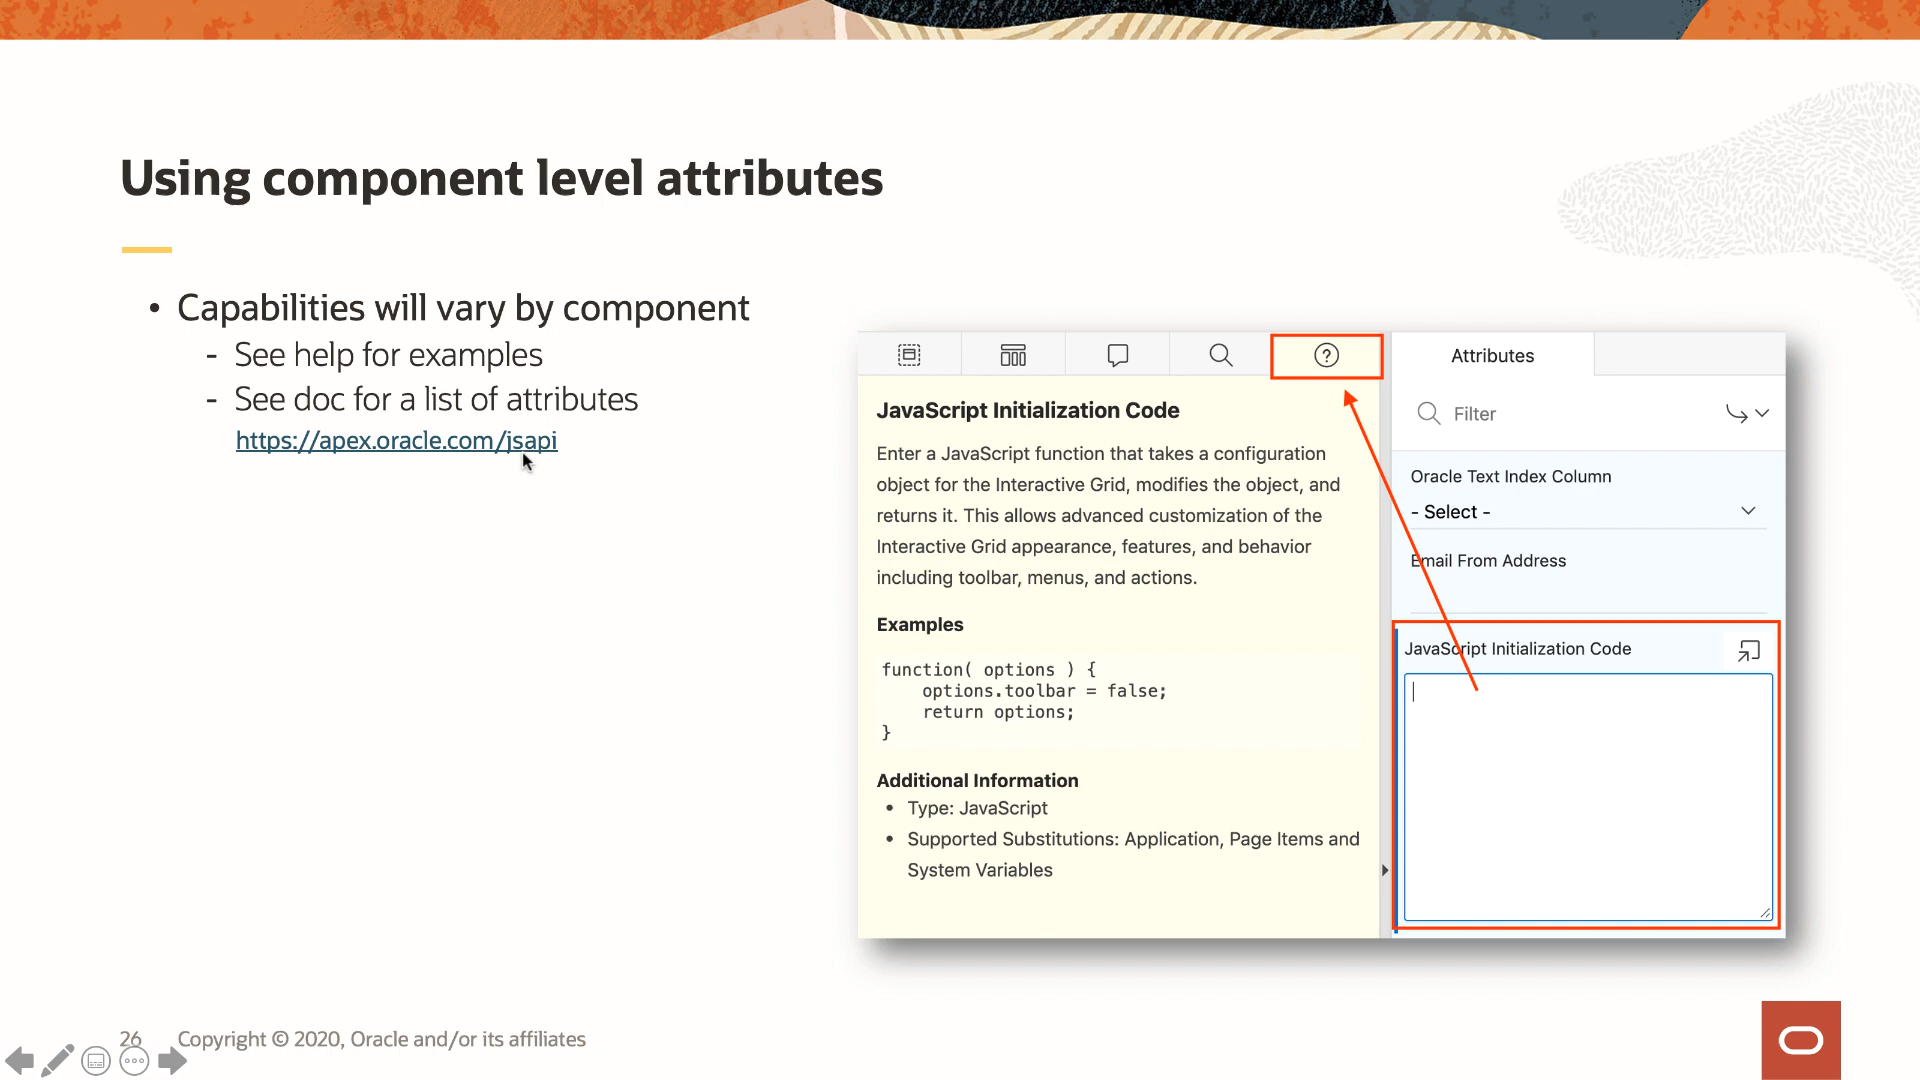 Using component level attributes
• Capabilities will vary by component
- See help for examples
- See doc for a list of attributes
https://apex.oracle.com/jsapi
JavaScript Initialization Code
Enter a JavaScript function that takes a configuration
object for the Interactive Grid, modifies the object, and
returns it. This allows advanced customization of the
Interactive Grid appearance, features, and behavior
including toolbar, menus, and actions.
Examples
function( options ) {
    options.toolbar = false;
    return options;
}
Additional Information
• Type: JavaScript
• Supported Substitutions: Application, Page Items and
System Variables
Attributes
Filter
Oracle Text Index Column
- Select -
Email From Address
JavaScript Initialization Code
26 Copyright © 2020, Oracle and/or its affiliates